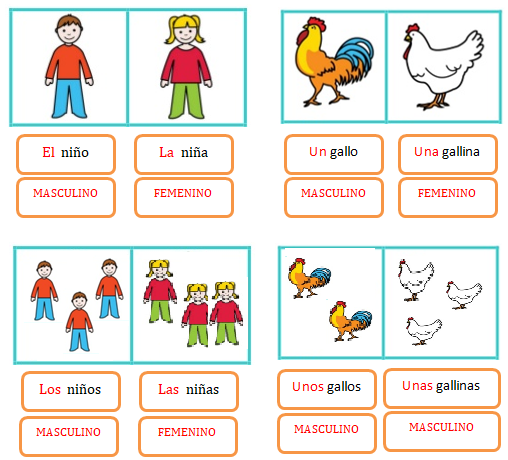 El niño
La niña
MASCULINO
FEMENINO
Un gallo
Una gallina
MASCULINO
FEMENINO
Los niños
Las niñas
MASCULINO
FEMENINO
Unos gallos
Unas gallinas
MASCULINO
MASCULINO